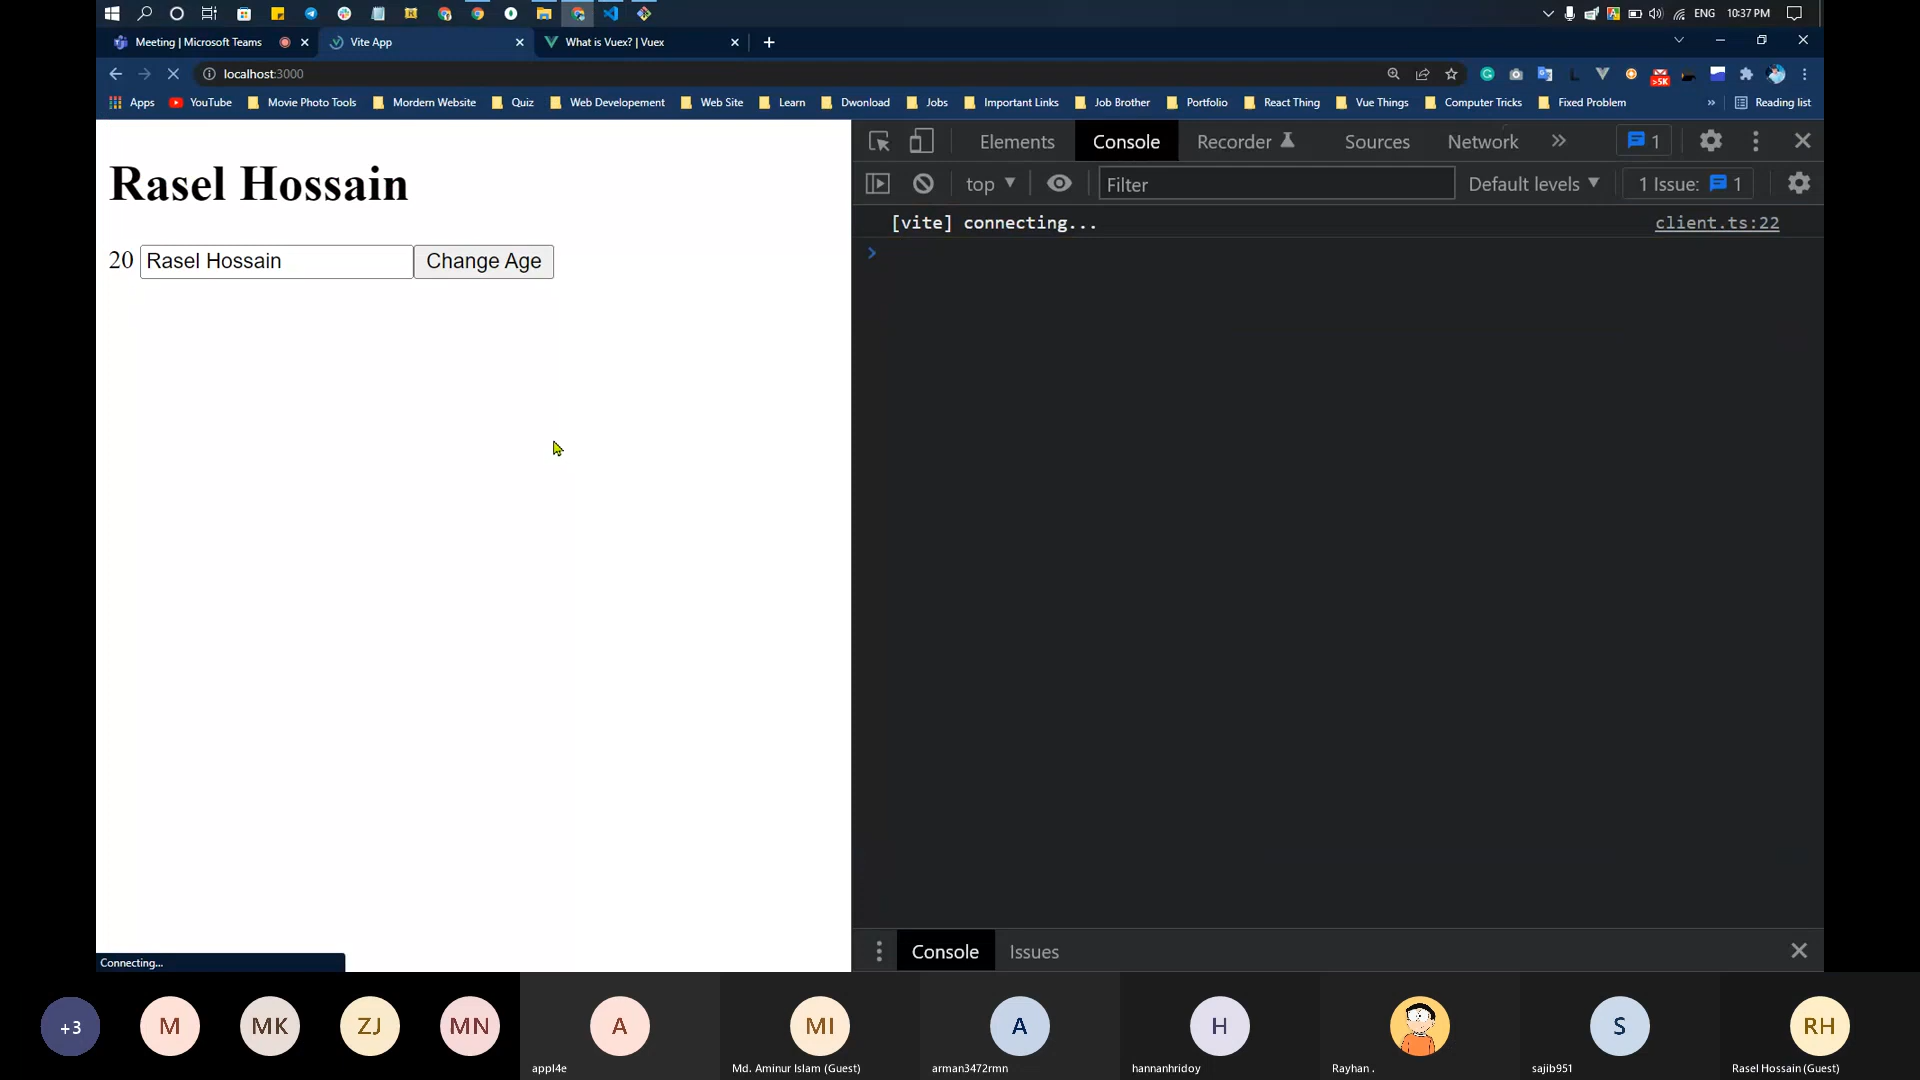 ENG 10:37 PM
Meeting | Microsoft Teams
Vite App
What is Vuex? | Vuex
localhost:3000
>5K
Apps
YouTube
Movie Photo Tools
Mordern Website
Quiz
Web Developement
Web Site
Learn
Dwonload
Jobs
Important Links
Job Brother
Portfolio
React Thing
Vue Things
Computer Tricks
Fixed Problem
»
Reading list
Rasel Hossain
20 Rasel Hossain Change Age
Elements Console Recorder Sources Network » 1
top Filter Default levels 1 Issue: 1
[vite] connecting... client.ts:22
Console Issues
Connecting...
+3 M MK ZJ MN A MI A H S RH
appl4e Md. Aminur Islam (Guest) arman3472rmn hannanhridoy Rayhan . sajib951 Rasel Hossain (Guest)